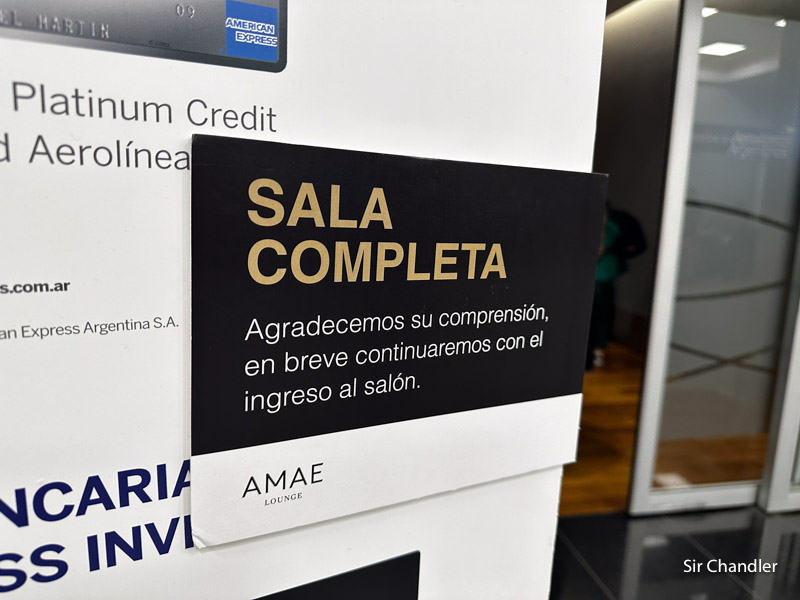 EL MARTIN
09
AMERICAN
EXPRESS
Platinum Credit
d Aerolínea
SALA
COMPLETA
Agradecemos su comprensión,
en breve continuaremos con el
ingreso al salón.
AMAE
LOUNGE
s.com.ar
an Express Argentina S.A.
NCARIA
SS INV
Sir Chandler